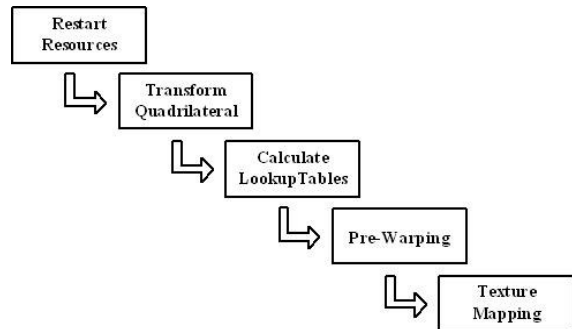 Restart
Resources
Transform
Quadrilateral
Calculate
LookupTables
Pre-Warping
Texture
Mapping